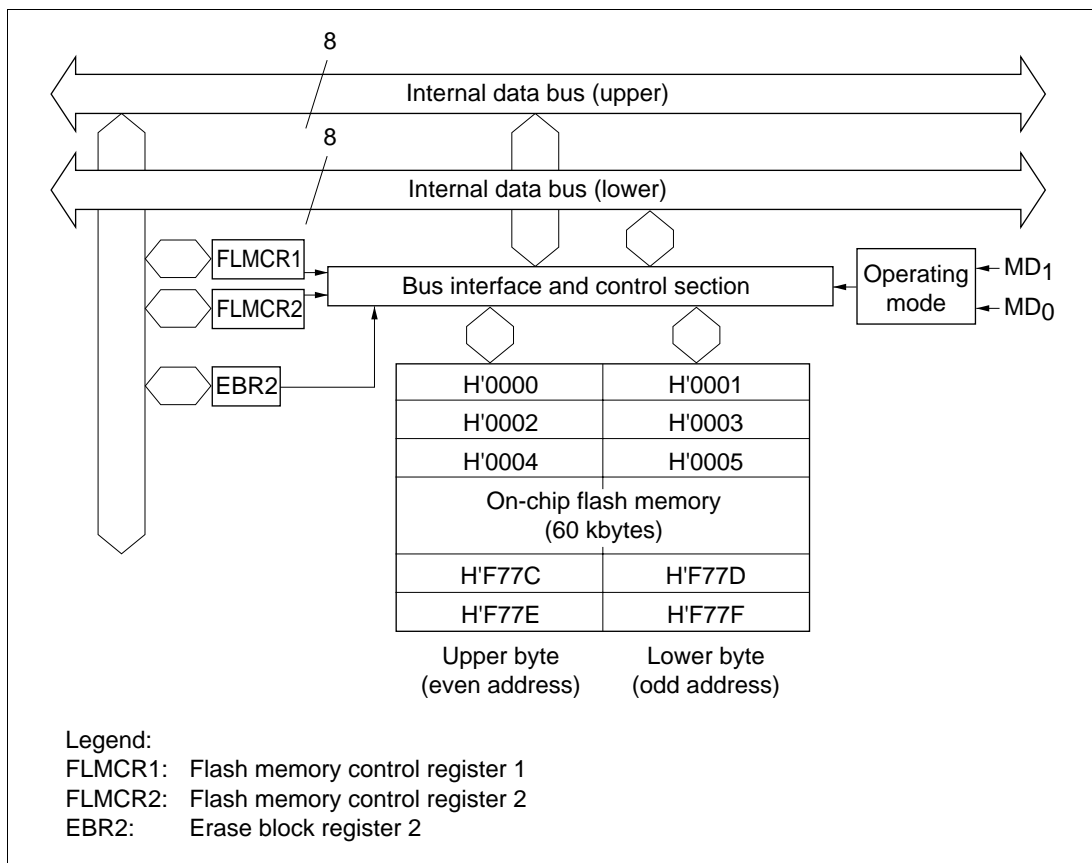 8
Internal data bus (upper)
8
Internal data bus (lower)
FLMCR1
Bus interface and control section
Operating
mode
MD1
FLMCR2
MD0
EBR2
H'0000 H'0001
H'0002 H'0003
H'0004 H'0005
On-chip flash memory
(60 kbytes)
H'F77C H'F77D
H'F77E H'F77F
Upper byte
(even address)
Lower byte
(odd address)
Legend:
FLMCR1: Flash memory control register 1
FLMCR2: Flash memory control register 2
EBR2: Erase block register 2